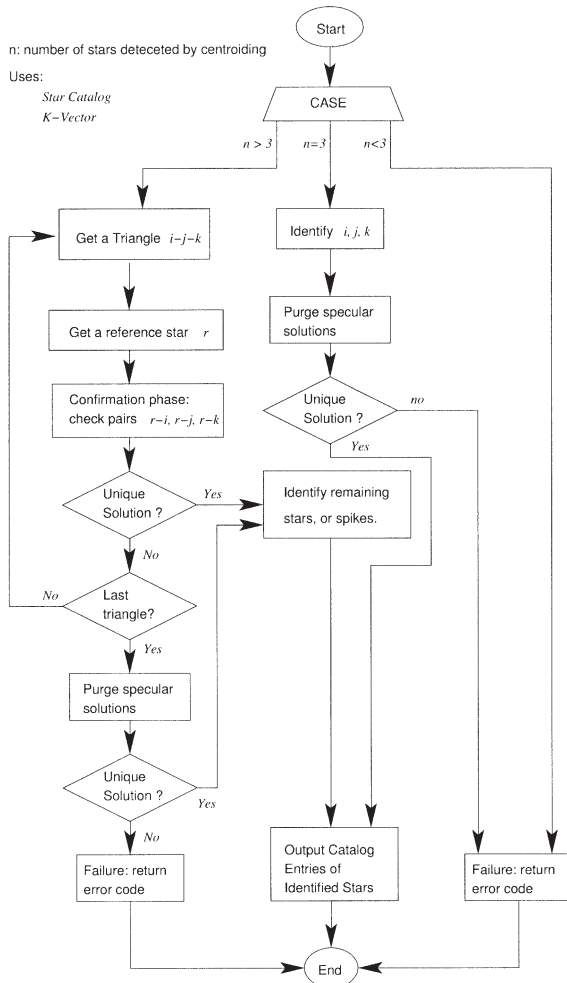 Start
n: number of stars deteceted by centroiding
Uses:
Star Catalog
K-Vector
CASE
n > 3
n=3
n<3
Get a Triangle i-j-k
Identify i, j, k
Get a reference star r
Purge specular
solutions
Confirmation phase:
check pairs r-i, r-j, r-k
Unique
Solution ?
no
Yes
Unique
Solution ?
Yes
No
Identify remaining
stars, or spikes.
Last
triangle?
No
Yes
Purge specular
solutions
Unique
Solution ?
Yes
No
Failure: return
error code
Output Catalog
Entries of
Identified Stars
Failure: return
error code
End